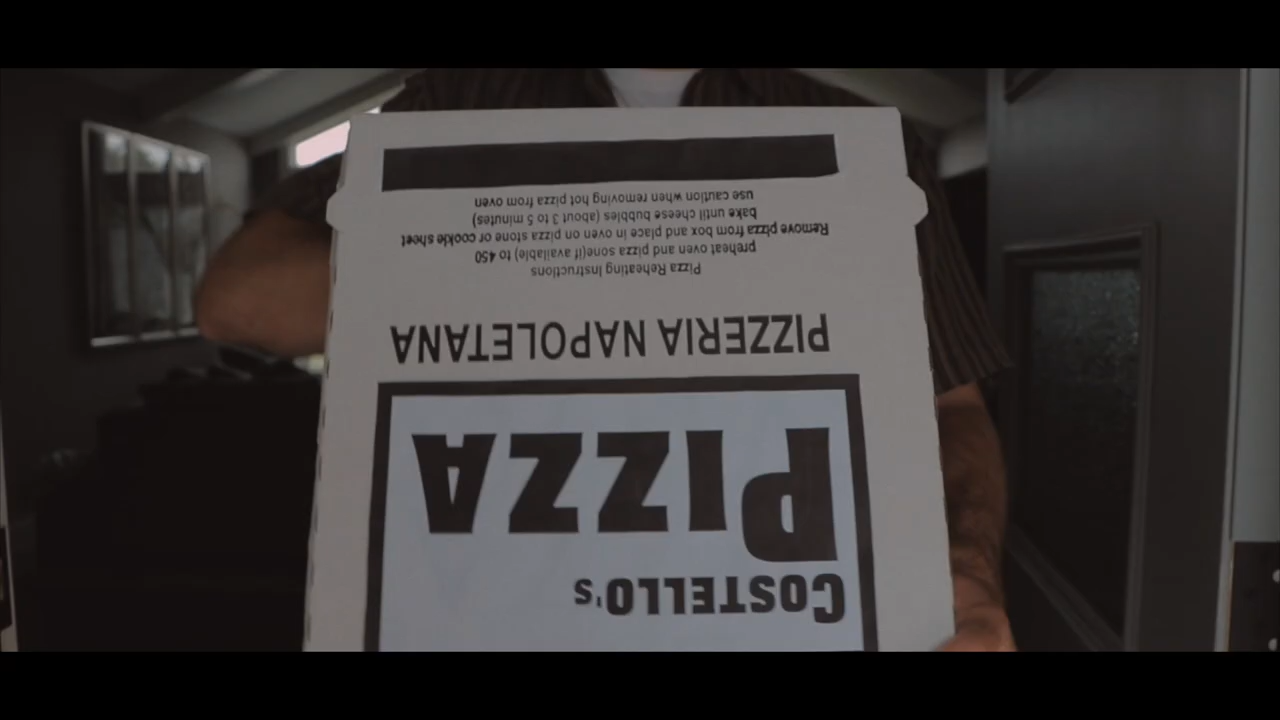 COSTELLO's
PIZZA
PIZZERIA NAPOLETANA
Pizza Reheating Instructions
preheat oven and pizza sone(if available) to 450
Remove pizza from box and place in oven on pizza stone or cookie sheet
bake until cheese bubbles (about 3 to 5 minutes)
use caution when removing hot pizza from oven